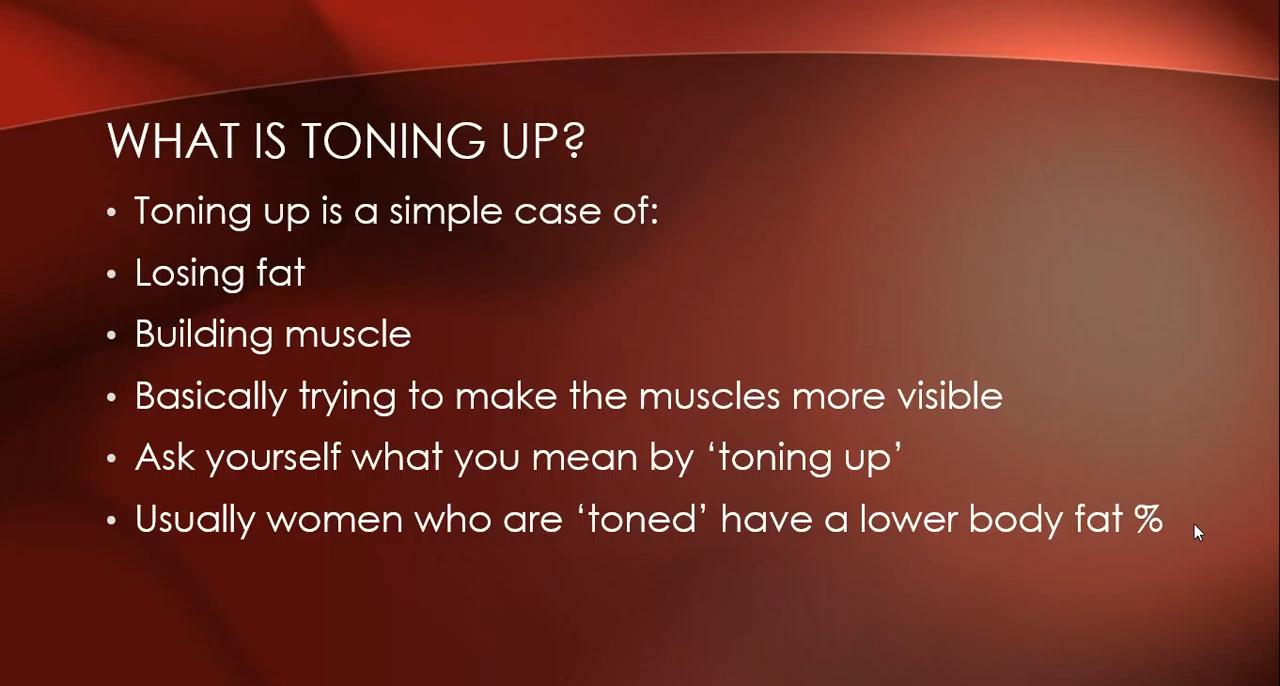 WHAT IS TONING UP?
• Toning up is a simple case of:
• Losing fat
• Building muscle
• Basically trying to make the muscles more visible
• Ask yourself what you mean by ‘toning up’
• Usually women who are ‘toned’ have a lower body fat %